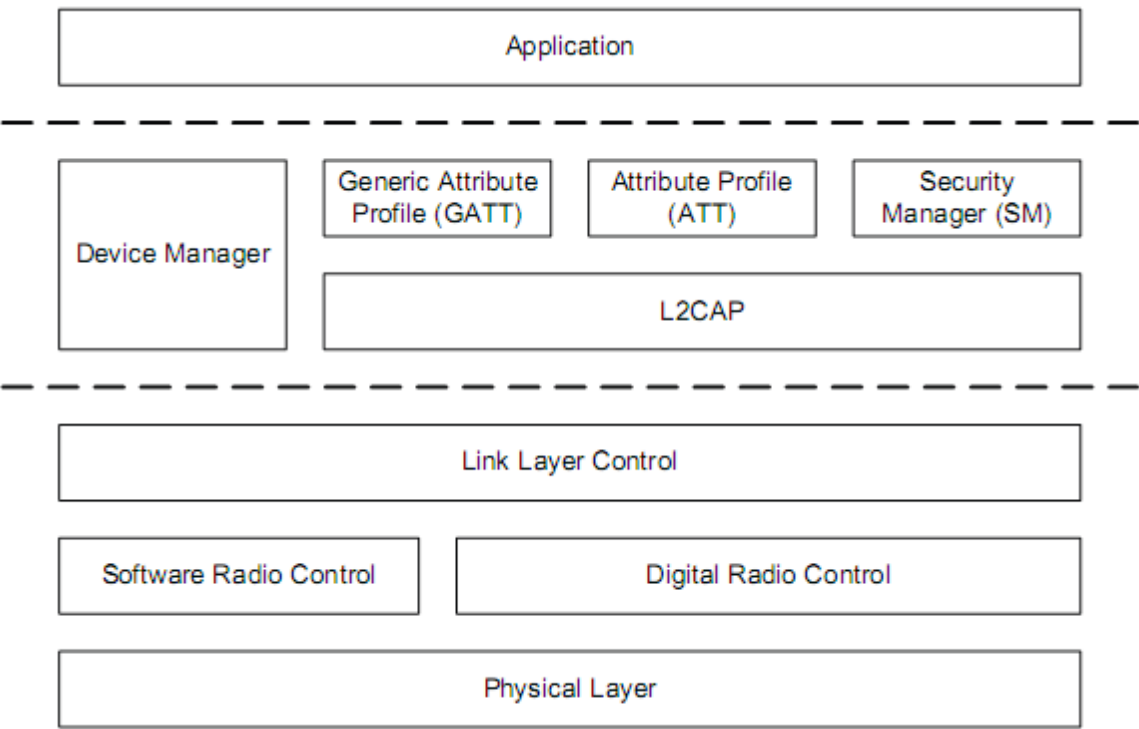 Application
Device Manager
Generic Attribute
Profile (GATT)
Attribute Profile
(ATT)
Security
Manager (SM)
L2CAP
Link Layer Control
Software Radio Control
Digital Radio Control
Physical Layer